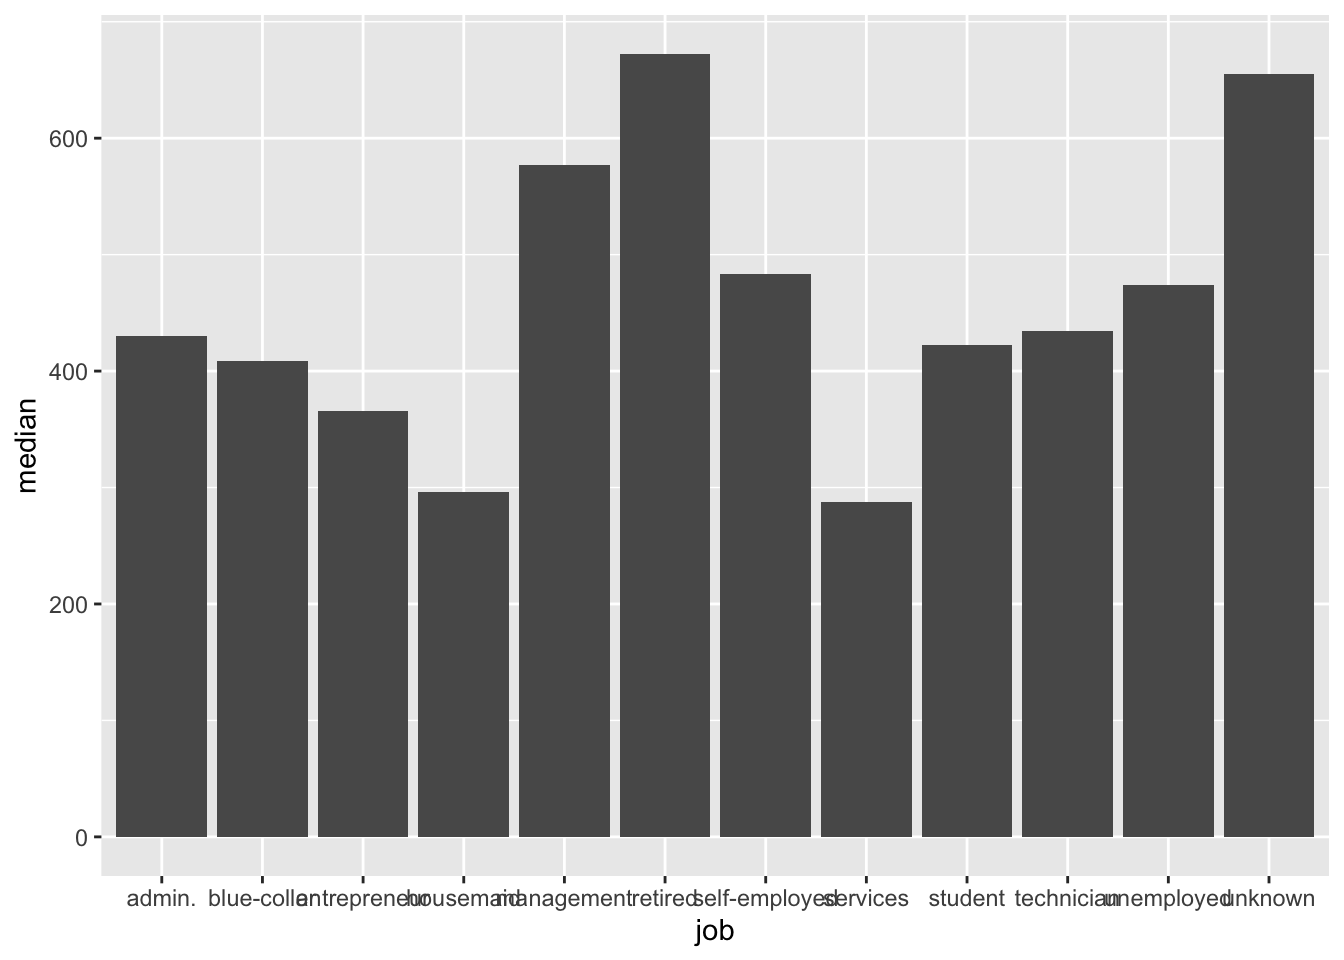 600
400
200
0
median
admin. blue-collar entrepreneur housemaid management retired self-employed services student technician unemployed unknown
job